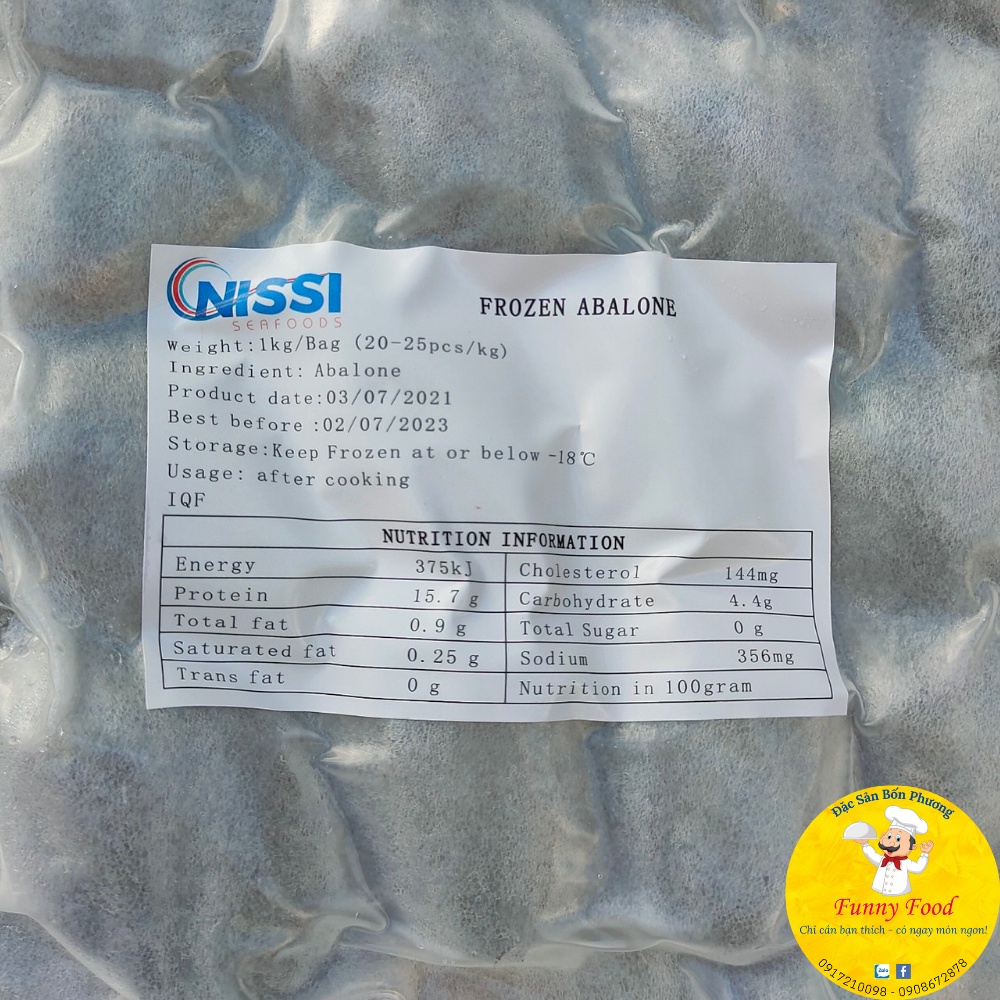 NISSI
SEAFOODS
FROZEN ABALONE
Weight:1kg/Bag (20-25pcs/kg)
Ingredient: Abalone
Product date:03/07/2021
Best before :02/07/2023
Storage:Keep Frozen at or below -18℃
Usage: after cooking
IQF
NUTRITION INFORMATION
Energy 375kJ Cholesterol 144mg
Protein 15.7 g Carbohydrate 4.4g
Total fat 0.9 g Total Sugar 0 g
Saturated fat 0.25 g Sodium 356mg
Trans fat 0 g Nutrition in 100gram
Đặc Sản Bốn Phương
Funny Food
Chỉ cần bạn thích - có ngay món ngon!
Zalo f
0917210098 - 0908672878